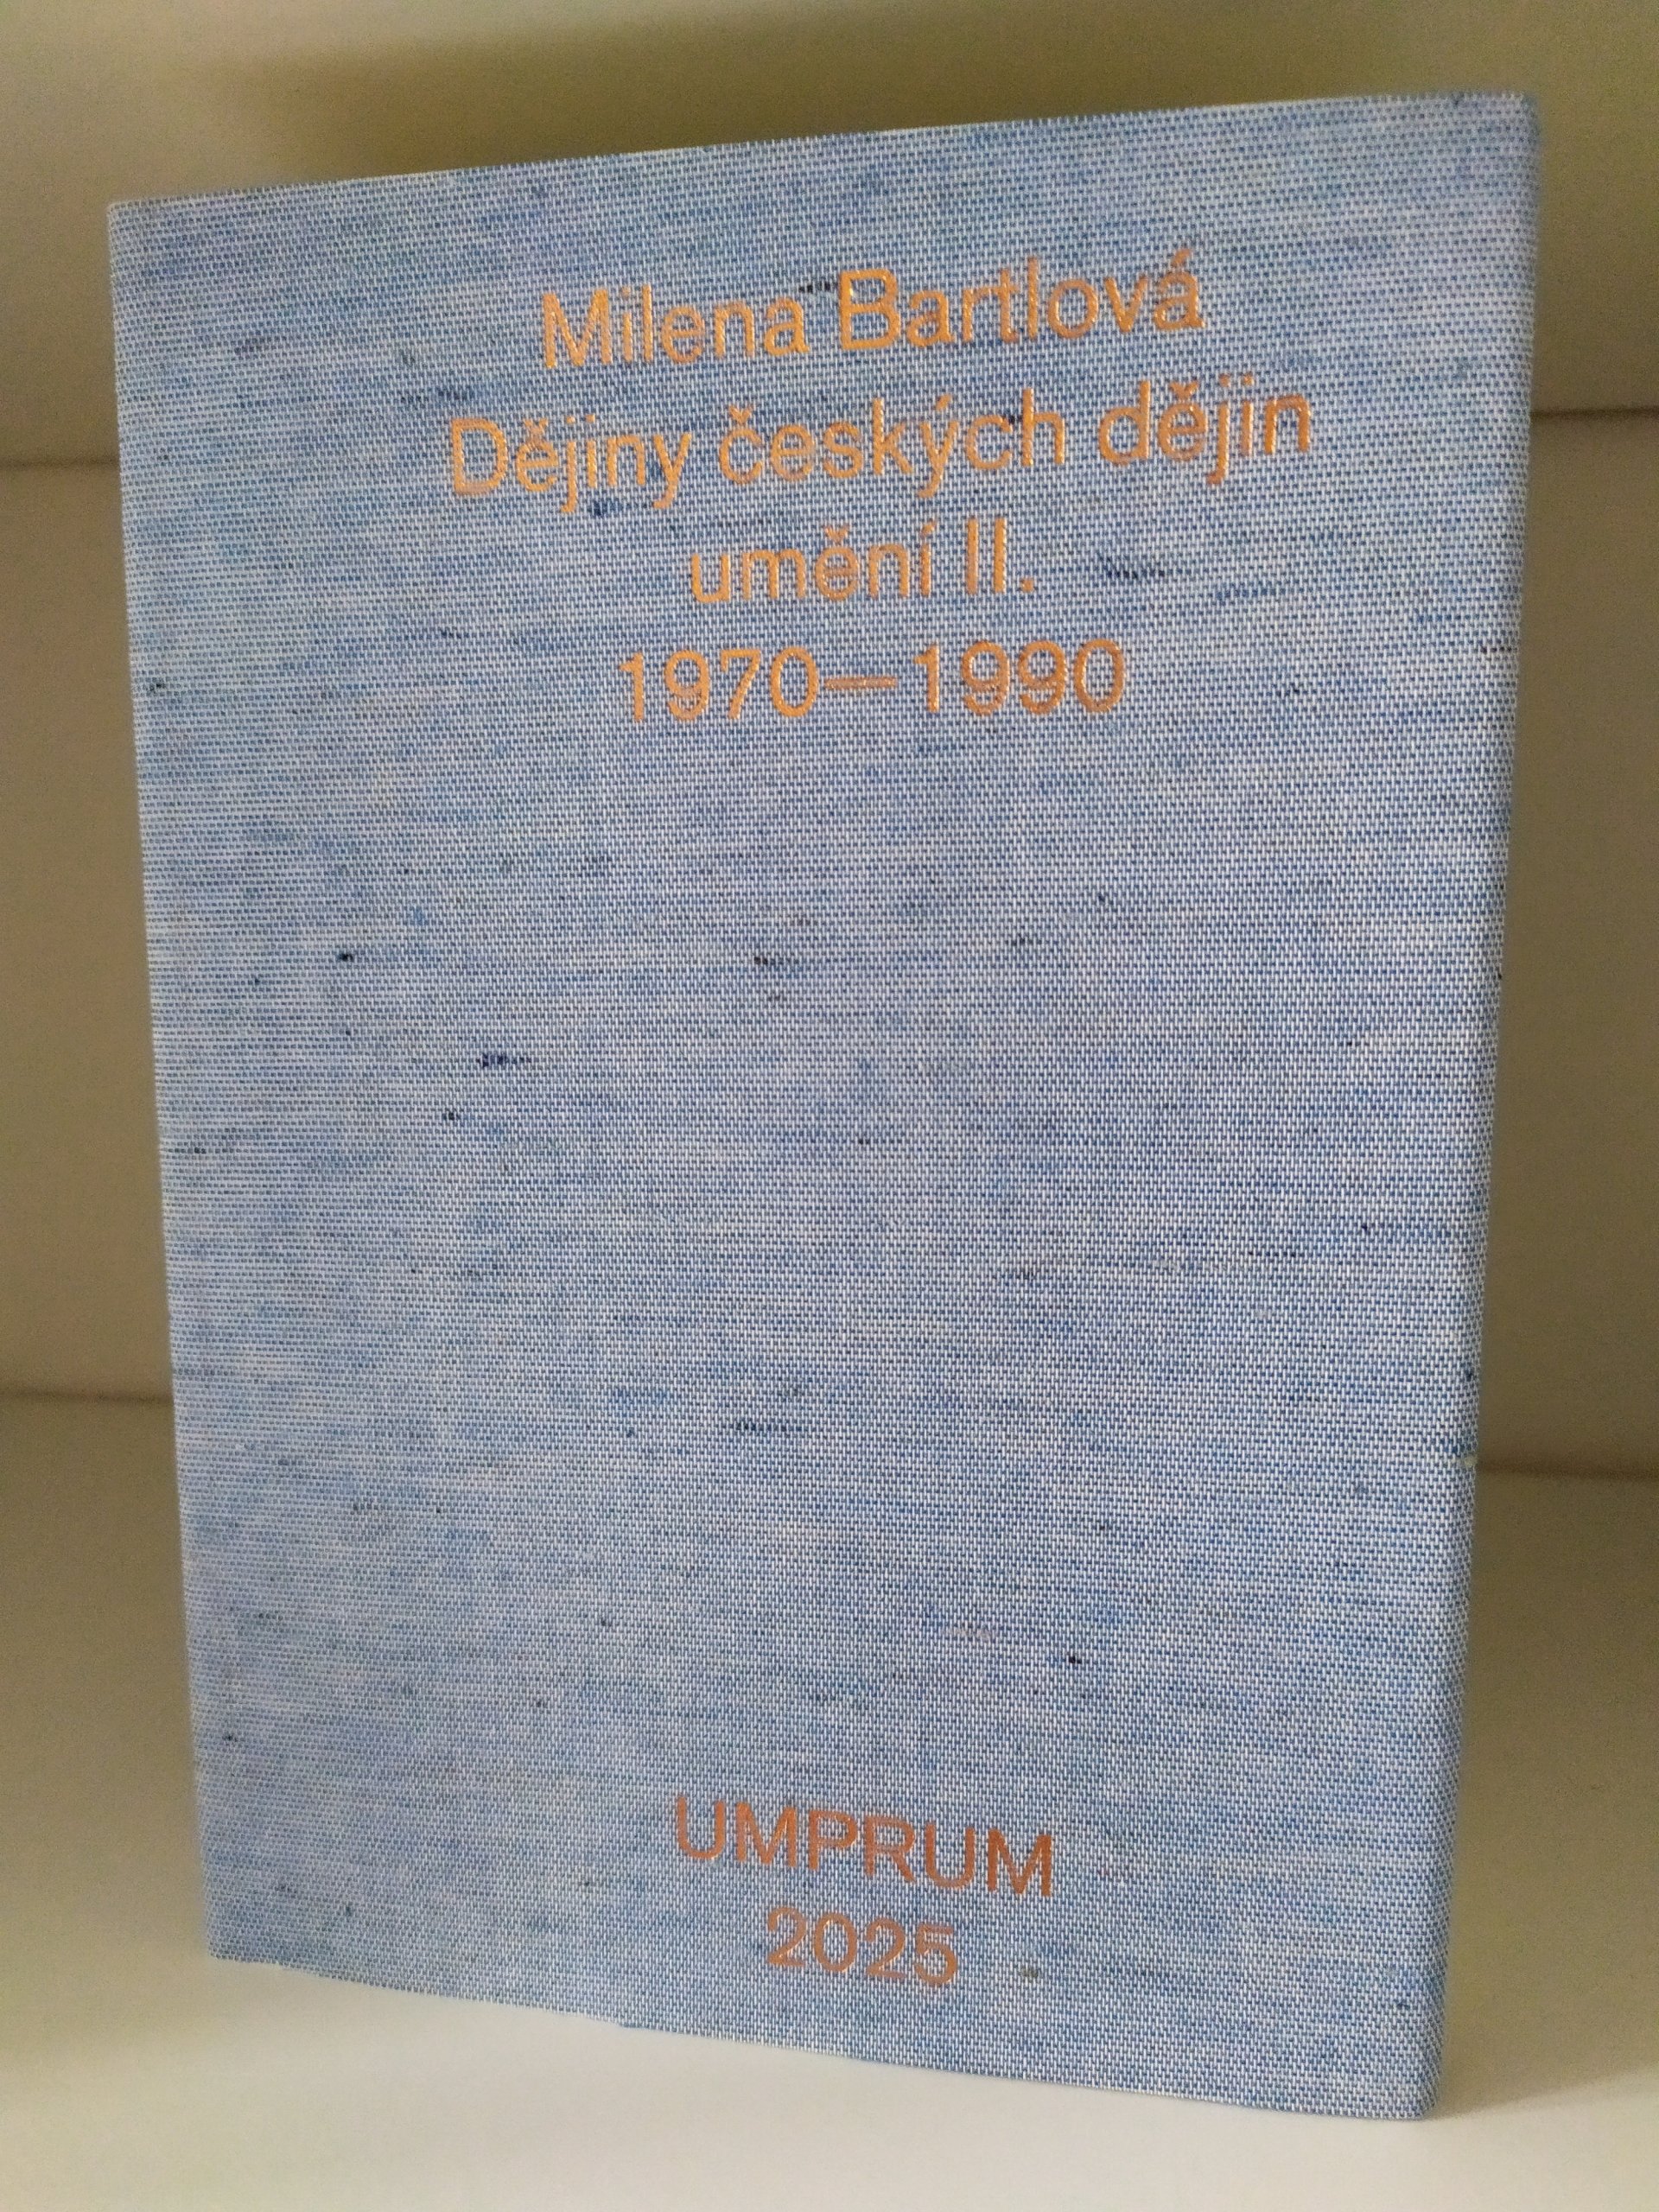 Milena Bartlová
Dějiny českých dějin
umění II.
1970—1990
UMPRUM
2025